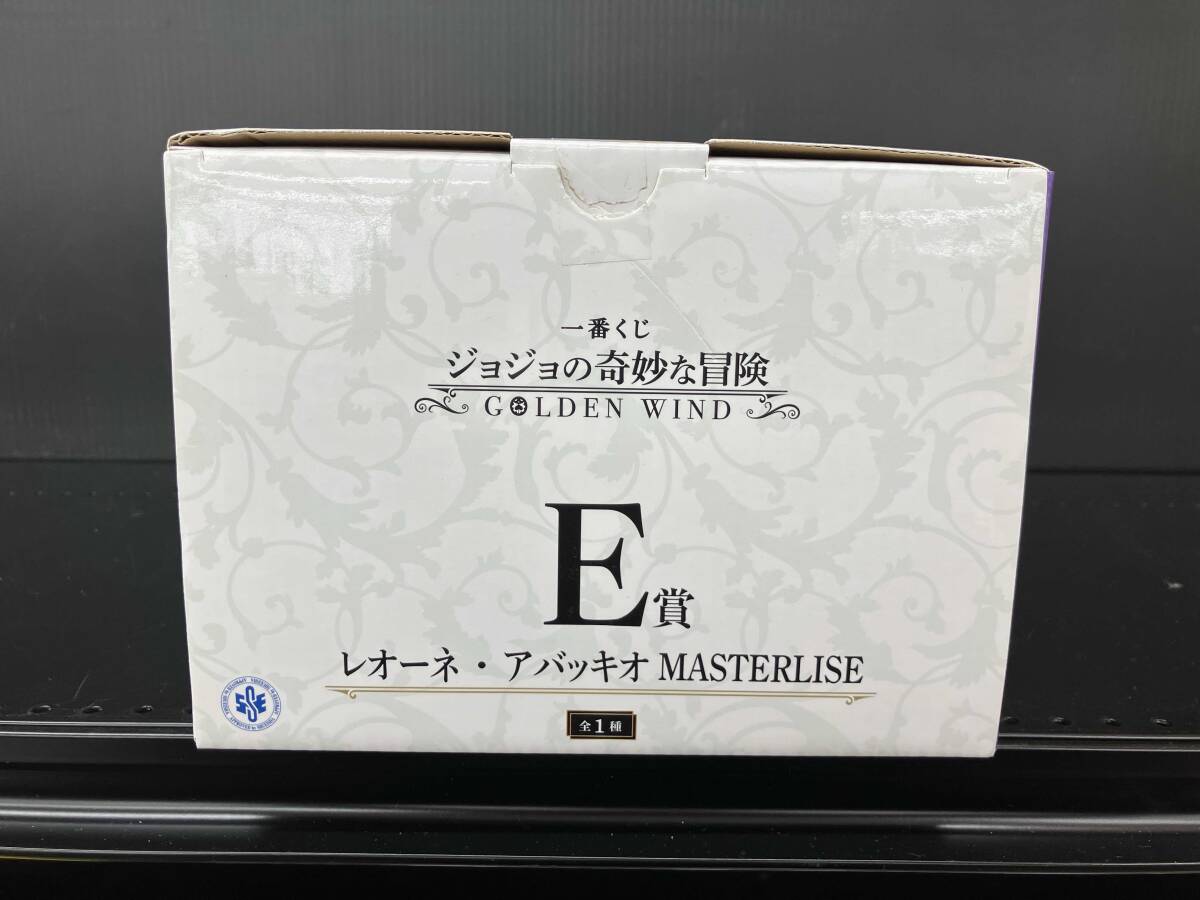 一番くじ
ジョジョの奇妙な冒険
GOLDEN WIND
E賞
レオーネ・アバッキオ MASTERLISE
全1種